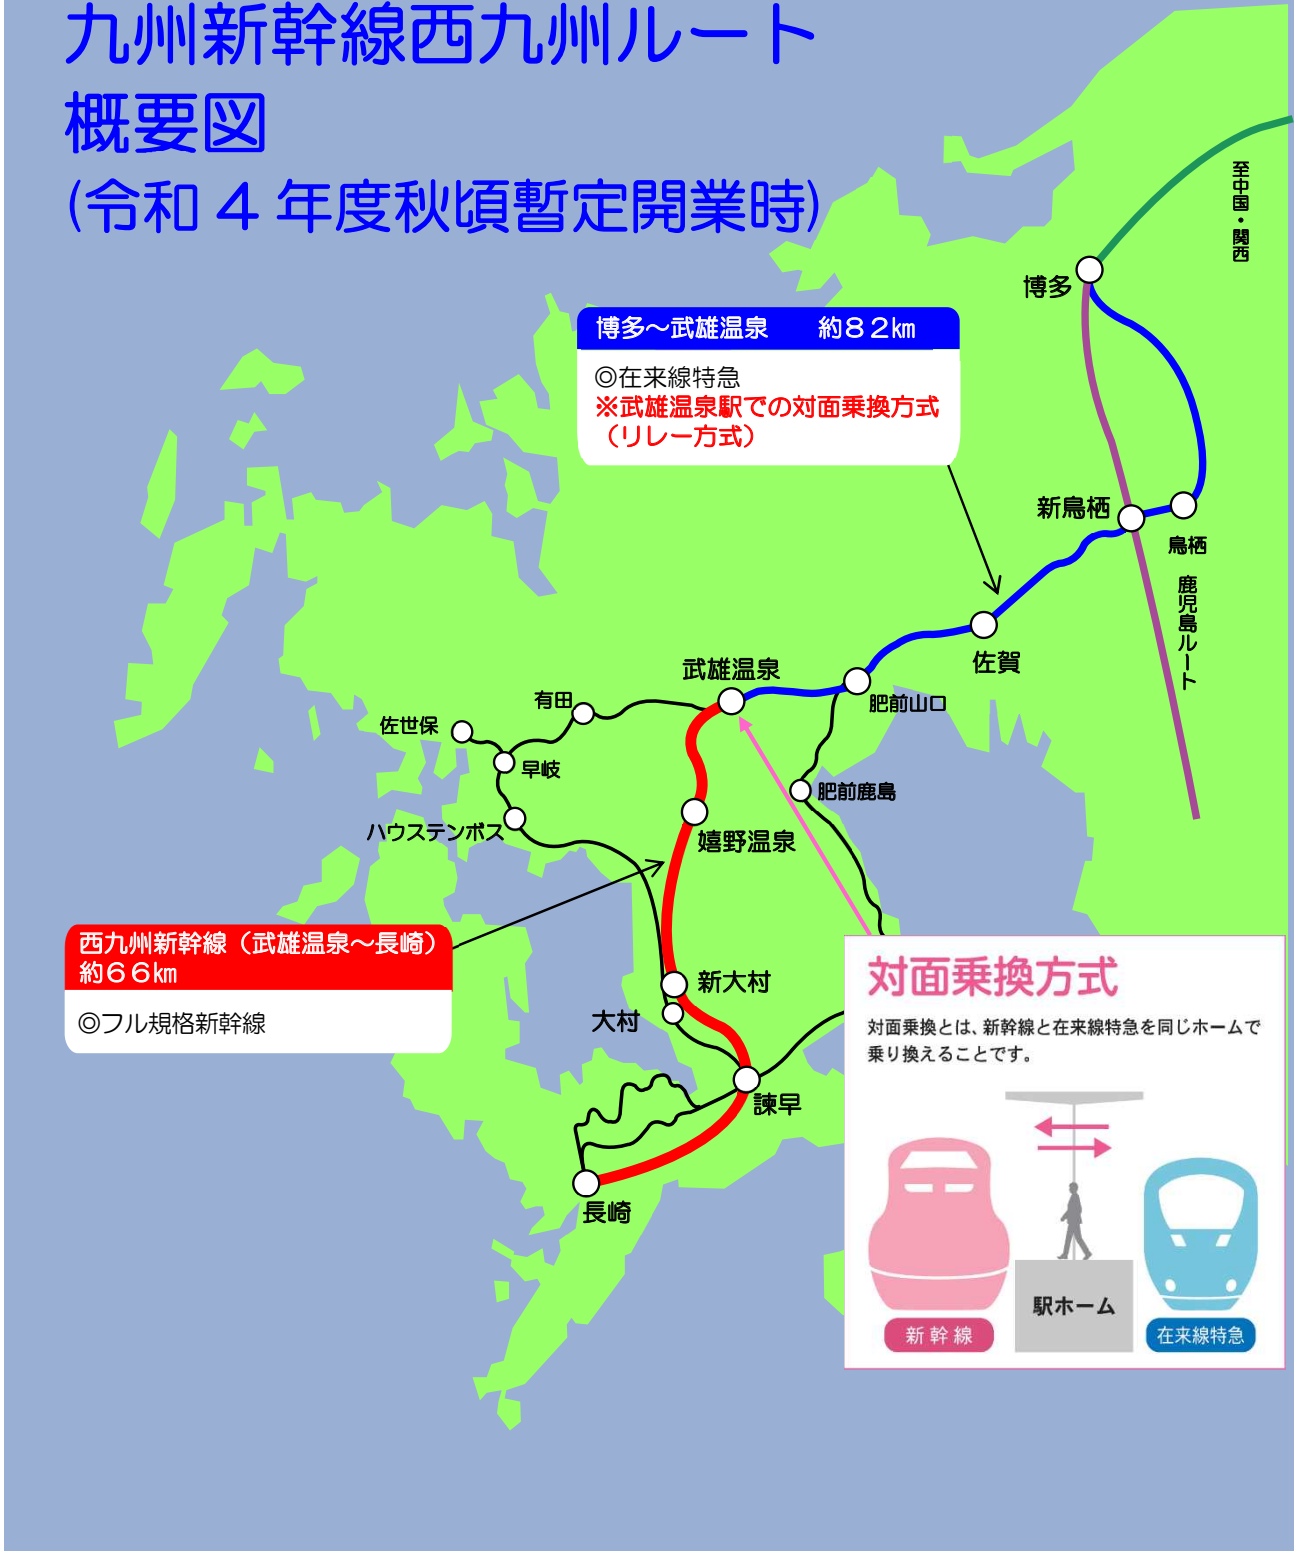 九州新幹線西九州ルート
概要図
(令和４年度秋頃暫定開業時)
至中国・関西
博多
博多～武雄温泉　　約８２㎞
◎在来線特急
※武雄温泉駅での対面乗換方式
（リレー方式）
新鳥栖
鳥栖
鹿児島ルート
佐賀
武雄温泉
肥前山口
有田
佐世保
早岐
肥前鹿島
ハウステンボス
嬉野温泉
西九州新幹線（武雄温泉～長崎）
約６６㎞
◎フル規格新幹線
新大村
大村
諫早
長崎
対面乗換方式
対面乗換とは、新幹線と在来線特急を同じホームで
乗り換えることです。
駅ホーム
新幹線
在来線特急